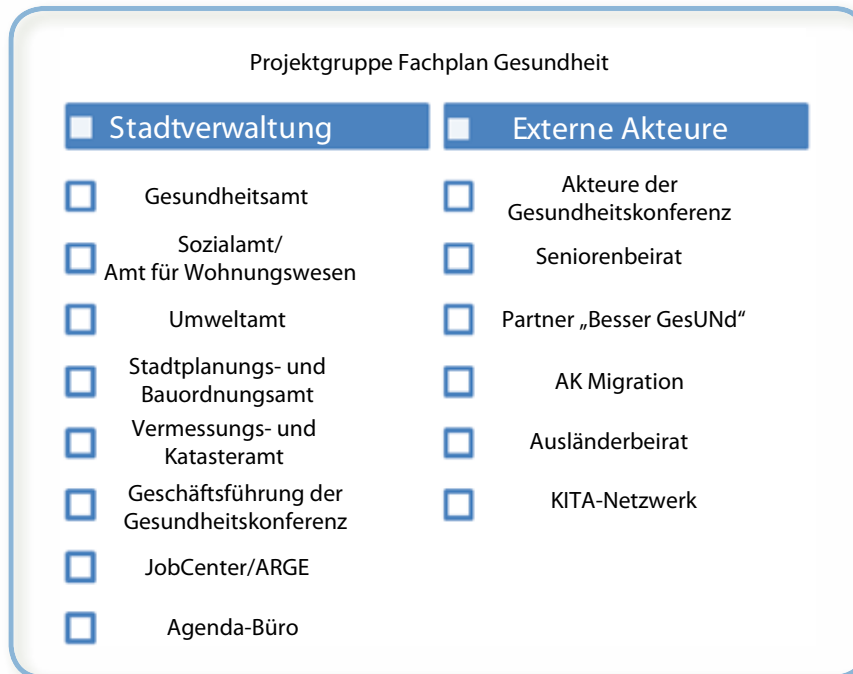 Projektgruppe Fachplan Gesundheit
Stadtverwaltung
Gesundheitsamt
Sozialamt/
Amt für Wohnungswesen
Umweltamt
Stadtplanungs- und
Bauordnungsamt
Vermessungs- und
Katasteramt
Geschäftsführung der
Gesundheitskonferenz
JobCenter/ARGE
Agenda-Büro
Externe Akteure
Akteure der
Gesundheitskonferenz
Seniorenbeirat
Partner „Besser GesUNd“
AK Migration
Ausländerbeirat
KITA-Netzwerk